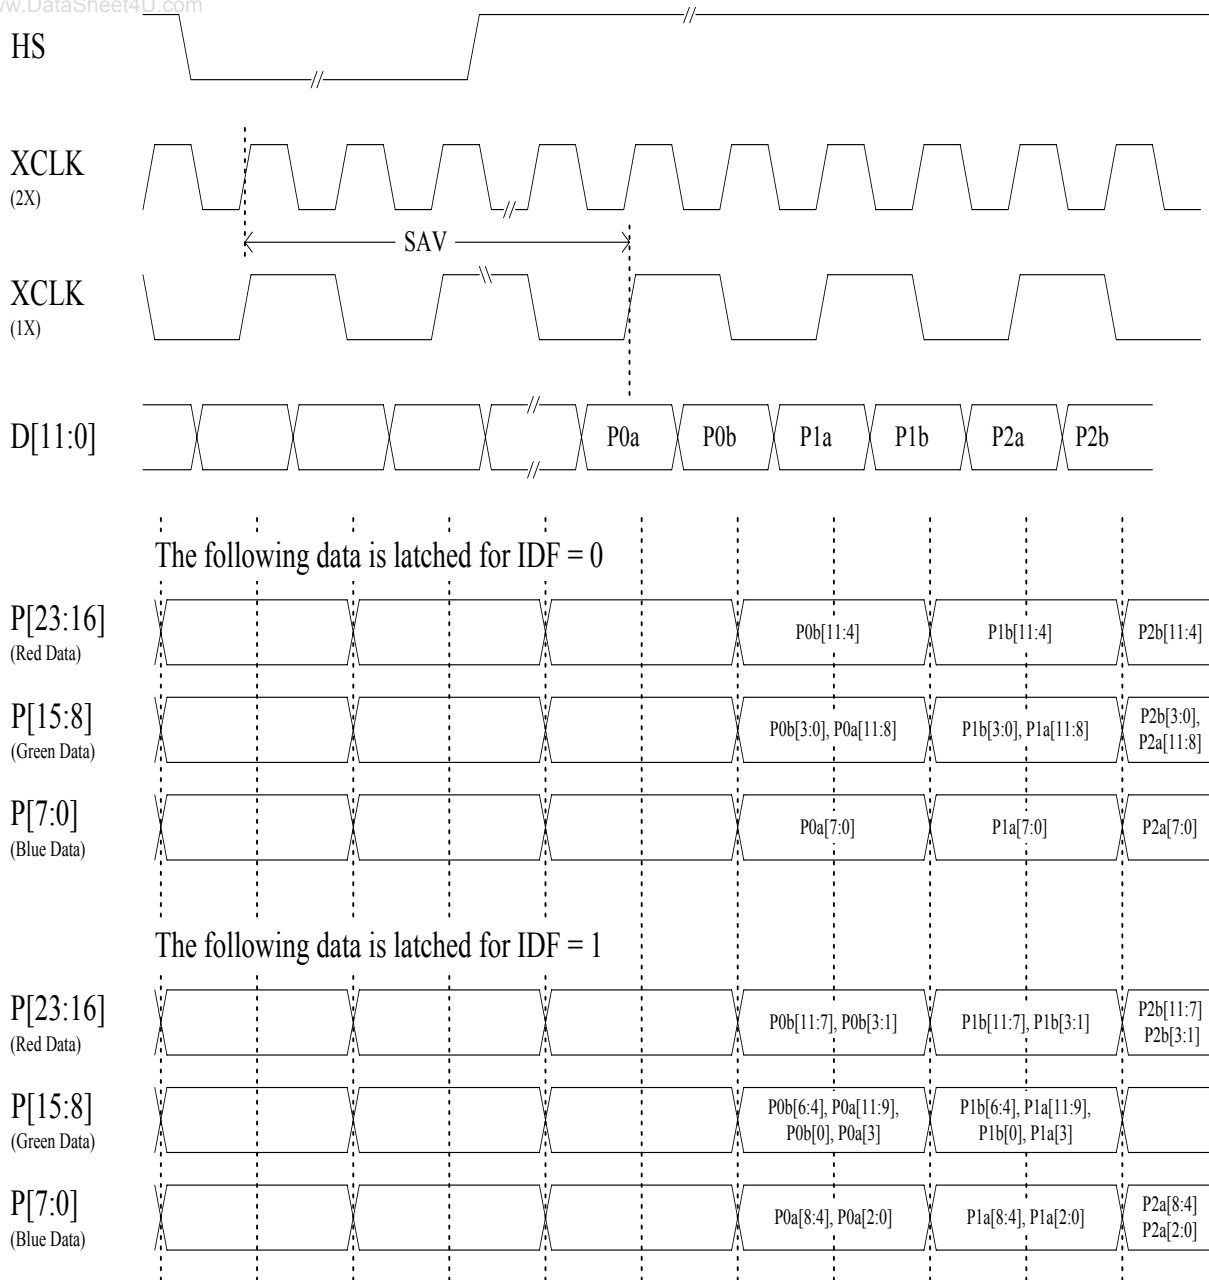 ww.DataSheet4U.com
HS
XCLK
(2X)
SAV
XCLK
(1X)
D[11:0]
P0a P0b P1a P1b P2a P2b
The following data is latched for IDF = 0
P[23:16]
(Red Data)
P0b[11:4] P1b[11:4] P2b[11:4]
P[15:8]
(Green Data)
P0b[3:0], P0a[11:8] P1b[3:0], P1a[11:8] P2b[3:0],
P2a[11:8]
P[7:0]
(Blue Data)
P0a[7:0] P1a[7:0] P2a[7:0]
The following data is latched for IDF = 1
P[23:16]
(Red Data)
P0b[11:7], P0b[3:1] P1b[11:7], P1b[3:1] P2b[11:7]
P2b[3:1]
P[15:8]
(Green Data)
P0b[6:4], P0a[11:9], P1b[6:4], P1a[11:9],
P0b[0], P0a[3] P1b[0], P1a[3]
P[7:0]
(Blue Data)
P0a[8:4], P0a[2:0] P1a[8:4], P1a[2:0] P2a[8:4]
P2a[2:0]